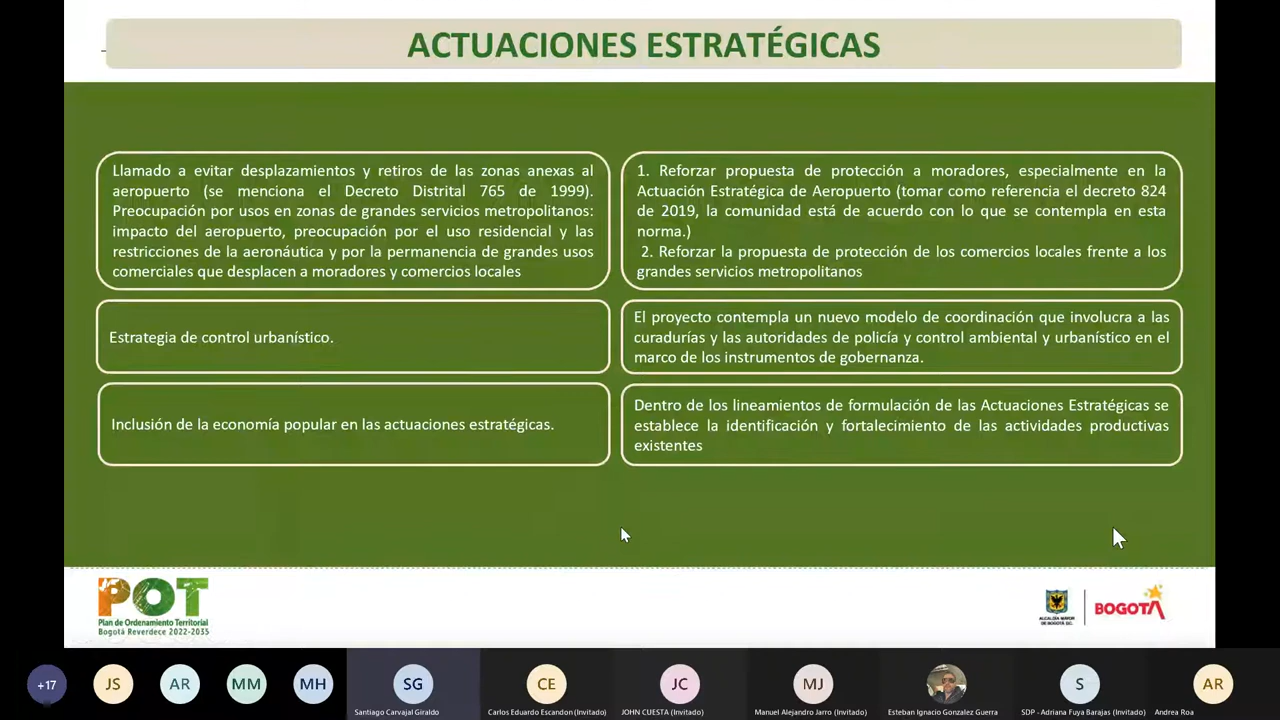 ACTUACIONES ESTRATÉGICAS
Llamado a evitar desplazamientos y retiros de las zonas anexas al
aeropuerto (se menciona el Decreto Distrital 765 de 1999).
Preocupación por usos en zonas de grandes servicios metropolitanos:
impacto del aeropuerto, preocupación por el uso residencial y las
restricciones de la aeronáutica y por la permanencia de grandes usos
comerciales que desplacen a moradores y comercios locales
1. Reforzar propuesta de protección a moradores, especialmente en la
Actuación Estratégica de Aeropuerto (tomar como referencia el decreto 824
de 2019, la comunidad está de acuerdo con lo que se contempla en esta
norma.)
2. Reforzar la propuesta de protección de los comercios locales frente a los
grandes servicios metropolitanos
Estrategia de control urbanístico.
El proyecto contempla un nuevo modelo de coordinación que involucra a las
curadurías y las autoridades de policía y control ambiental y urbanístico en el
marco de los instrumentos de gobernanza.
Inclusión de la economía popular en las actuaciones estratégicas.
Dentro de los lineamientos de formulación de las Actuaciones Estratégicas se
establece la identificación y fortalecimiento de las actividades productivas
existentes
POT
Plan de Ordenamiento Territorial
Bogotá Reverdece 2022-2035
ALCALDÍA MAYOR
DE BOGOTÁ D.C.
BOGOTÁ
+17
JS
AR
MM
MH
SG
CE
JC
MJ
S
AR
Santiago Carvajal Giraldo
Carlos Eduardo Escandon (Invitado)
JOHN CUESTA (Invitado)
Manuel Alejandro Jarro (Invitado)
Esteban Ignacio Gonzalez Guerra
SDP - Adriana Fuya Barajas (Invitado)
Andrea Roa